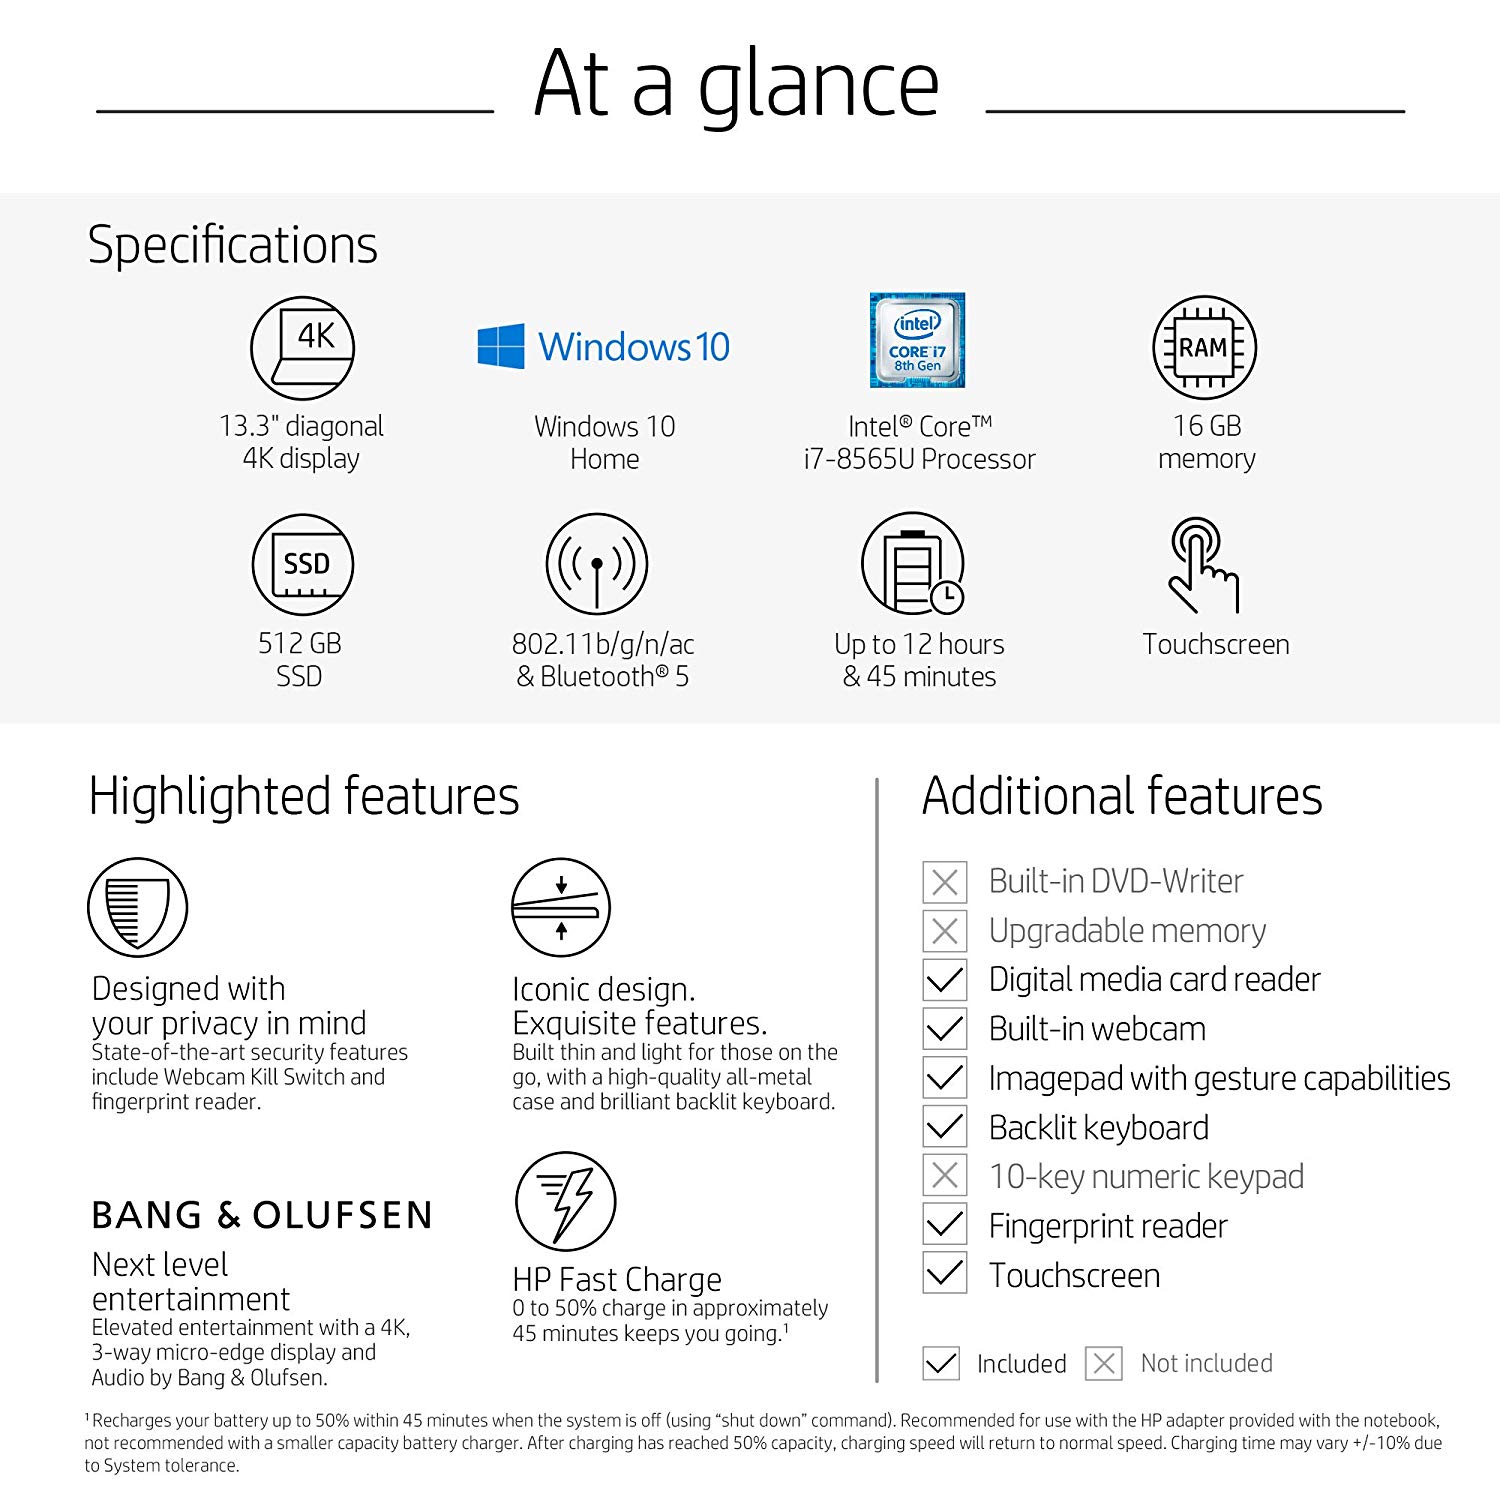 At a glance
Specifications
4K
13.3" diagonal
4K display
Windows 10
Windows 10
Home
intel
CORE i7
8th Gen
Intel® Core™
i7-8565U Processor
RAM
16 GB
memory
SSD
512 GB
SSD
802.11b/g/n/ac
& Bluetooth® 5
Up to 12 hours
& 45 minutes
Touchscreen
Highlighted features
Designed with
your privacy in mind
State-of-the-art security features
include Webcam Kill Switch and
fingerprint reader.
Iconic design.
Exquisite features.
Built thin and light for those on the
go, with a high-quality all-metal
case and brilliant backlit keyboard.
BANG & OLUFSEN
Next level
entertainment
Elevated entertainment with a 4K,
3-way micro-edge display and
Audio by Bang & Olufsen.
HP Fast Charge
0 to 50% charge in approximately
45 minutes keeps you going.¹
Additional features
Built-in DVD-Writer
Upgradable memory
Digital media card reader
Built-in webcam
Imagepad with gesture capabilities
Backlit keyboard
10-key numeric keypad
Fingerprint reader
Touchscreen
Included
Not included
¹ Recharges your battery up to 50% within 45 minutes when the system is off (using “shut down” command). Recommended for use with the HP adapter provided with the notebook,
not recommended with a smaller capacity battery charger. After charging has reached 50% capacity, charging speed will return to normal speed. Charging time may vary +/-10% due
to System tolerance.